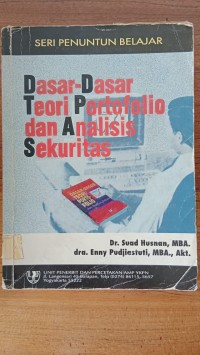 SERI PENUNTUN BELAJAR
Dasar-Dasar
Teori Portofolio
dan Analisis
Sekuritas
Dr. Suad Husnan, MBA.
dra. Enny Pudjiastuti, MBA., Akt.
UNIT PENERBIT DAN PERCETAKAN AMP YKPN
Yogyakarta 55222